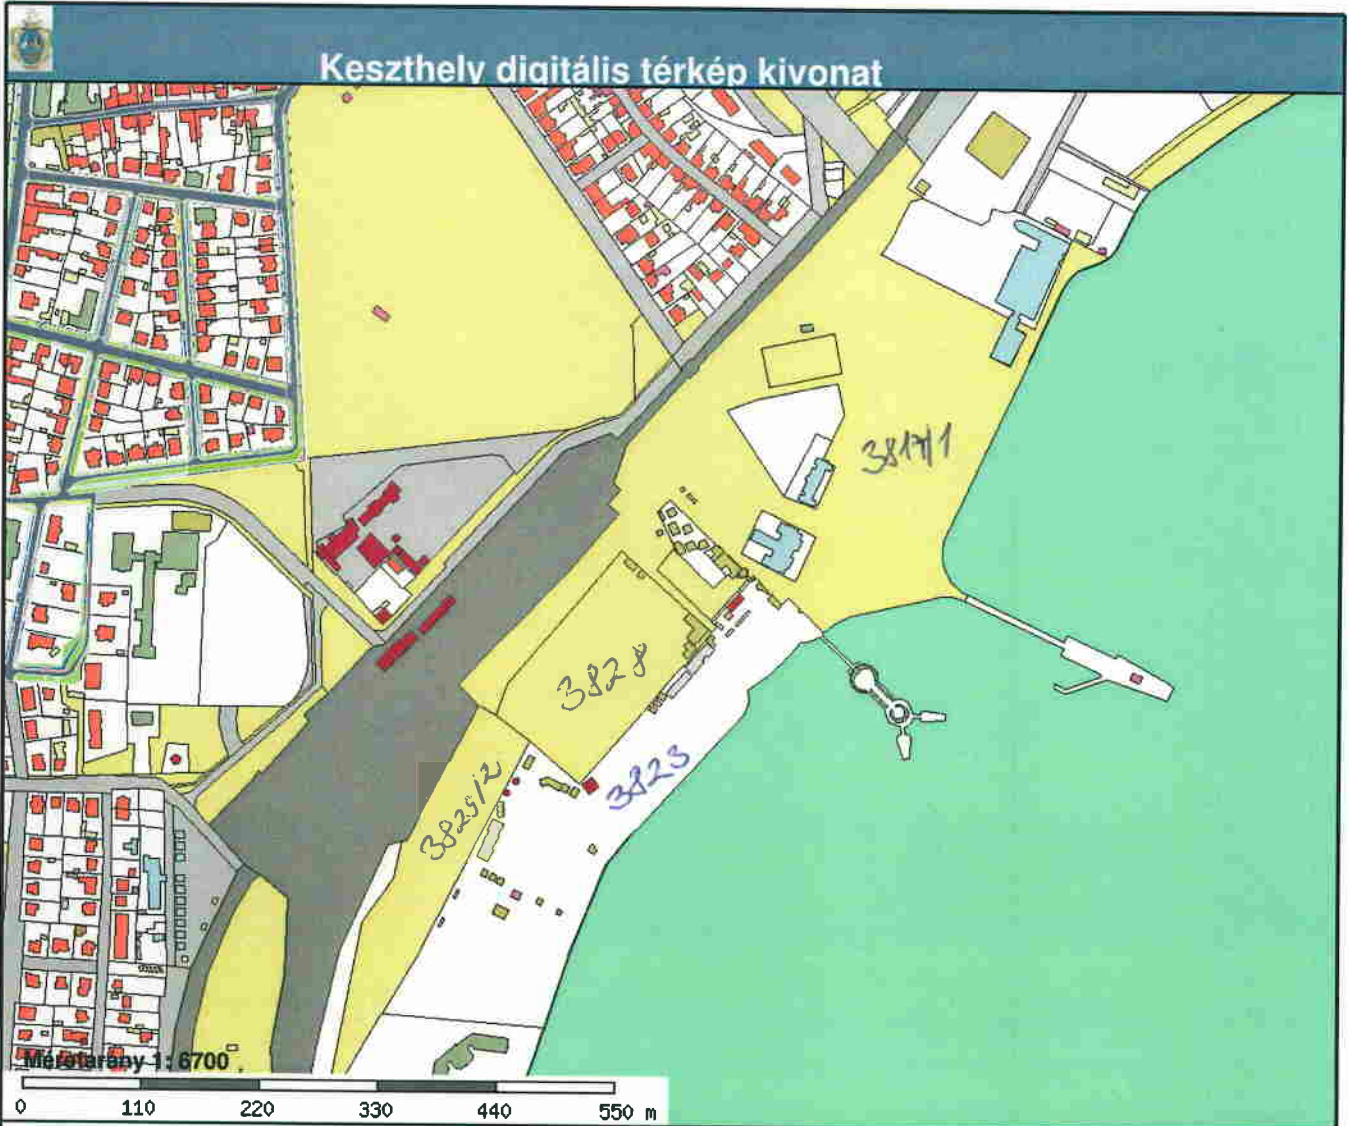 Keszthely digitális térkép kivonat
3817/1
3828
3823
3825/2
Méretarány 1: 6700
0 110 220 330 440 550 m